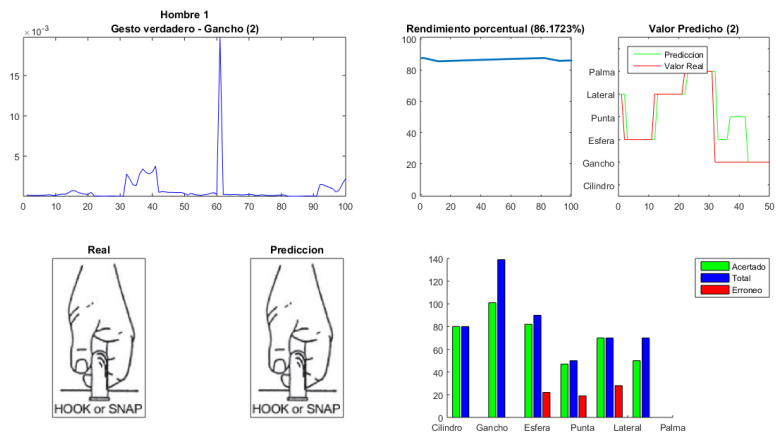 Hombre 1
Gesto verdadero - Gancho (2)
×10⁻³
15
10
5
0 10 20 30 40 50 60 70 80 90 100
Rendimiento porcentual (86.1723%)
100
80
60
40
20
0
0 20 40 60 80 100
Valor Predicho (2)
Prediccion
Valor Real
Palma
Lateral
Punta
Esfera
Gancho
Cilindro
0 10 20 30 40 50
Real
HOOK or SNAP
Prediccion
HOOK or SNAP
140
120
100
80
60
40
20
0
Cilindro Gancho Esfera Punta Lateral Palma
Acertado
Total
Erroneo